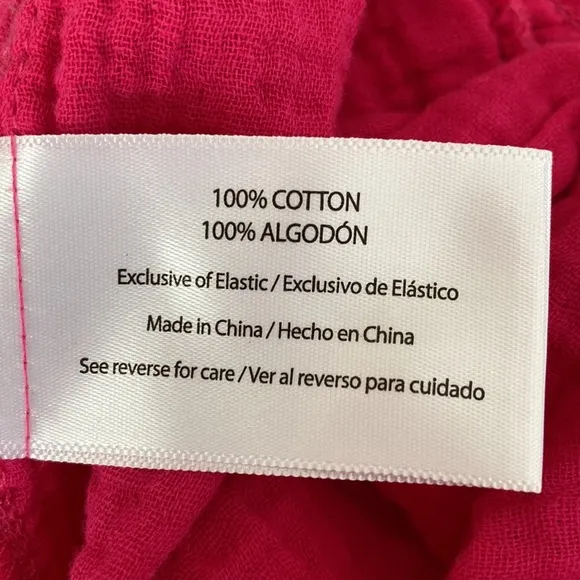 100% COTTON
100% ALGODÓN
Exclusive of Elastic / Exclusivo de Elástico
Made in China / Hecho en China
See reverse for care / Ver al reverso para cuidado